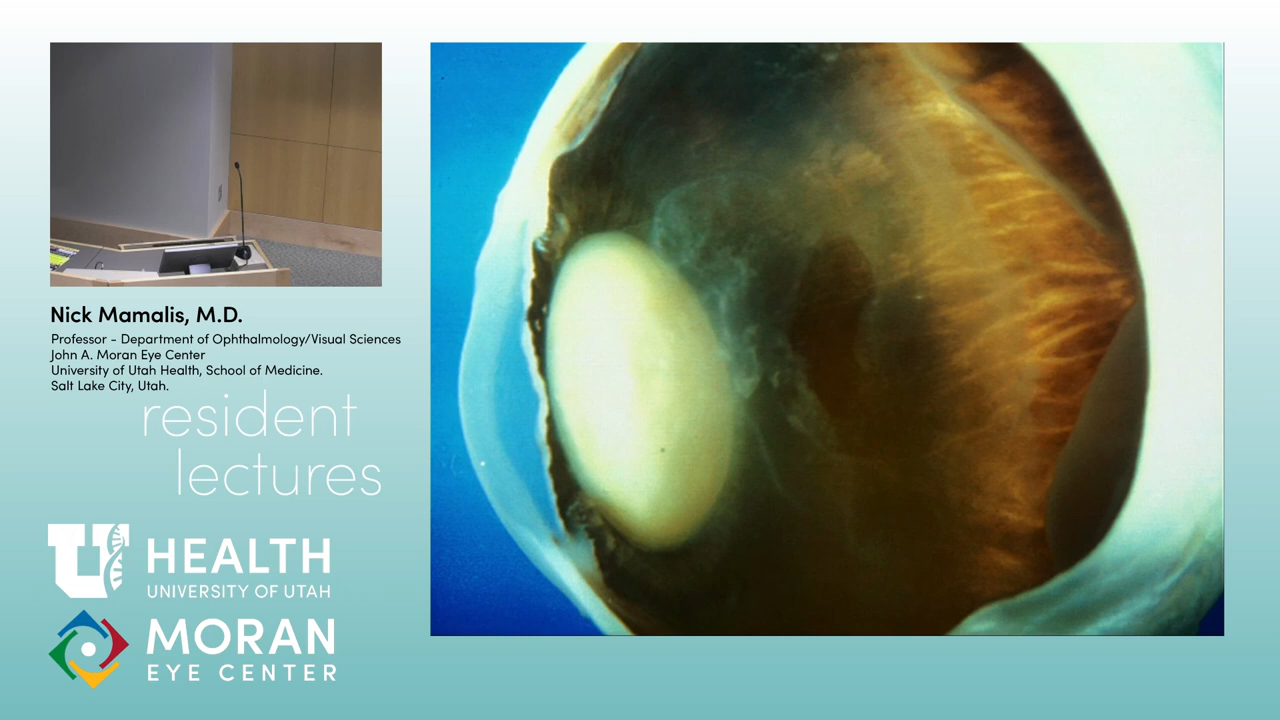 Nick Mamalis, M.D.
Professor - Department of Ophthalmology/Visual Sciences
John A. Moran Eye Center
University of Utah Health, School of Medicine.
Salt Lake City, Utah.
resident
lectures
U HEALTH
UNIVERSITY OF UTAH
MORAN
EYE CENTER